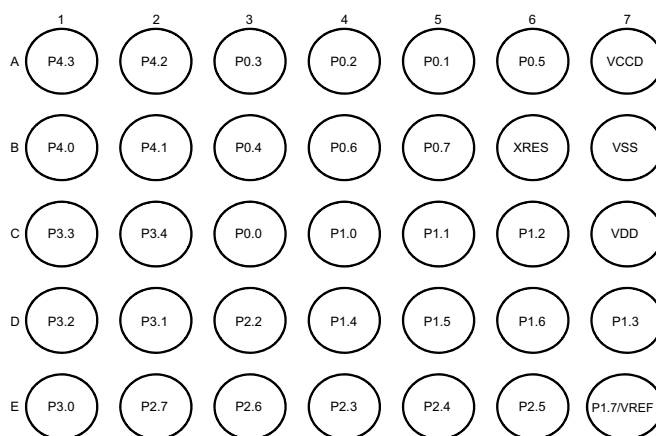 1 2 3 4 5 6 7
A P4.3 P4.2 P0.3 P0.2 P0.1 P0.5 VCCD
B P4.0 P4.1 P0.4 P0.6 P0.7 XRES VSS
C P3.3 P3.4 P0.0 P1.0 P1.1 P1.2 VDD
D P3.2 P3.1 P2.2 P1.4 P1.5 P1.6 P1.3
E P3.0 P2.7 P2.6 P2.3 P2.4 P2.5 P1.7/VREF